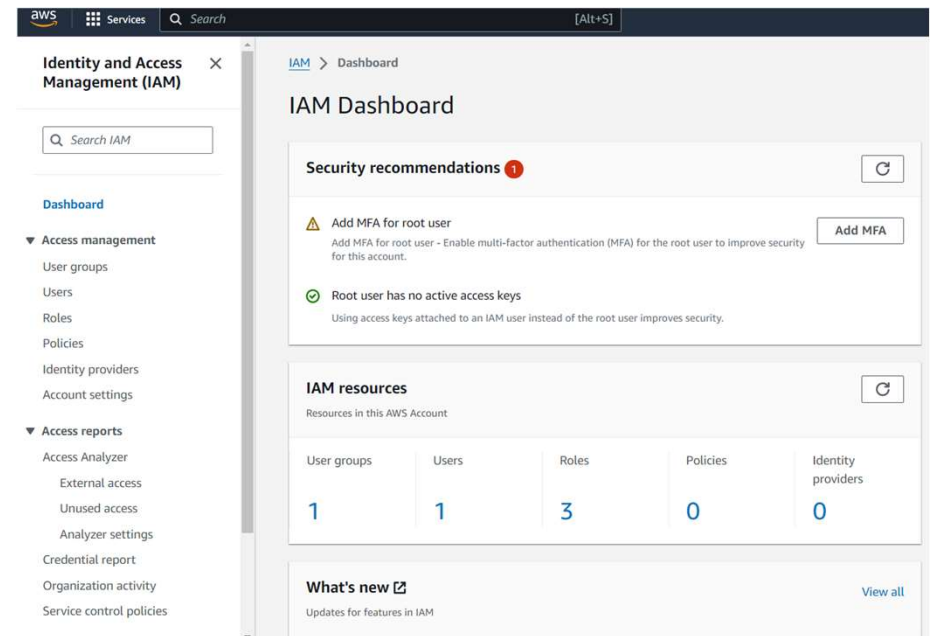 aws
Services
Search
[Alt+S]
Identity and Access
Management (IAM)
Search IAM
Dashboard
Access management
User groups
Users
Roles
Policies
Identity providers
Account settings
Access reports
Access Analyzer
External access
Unused access
Analyzer settings
Credential report
Organization activity
Service control policies
IAM > Dashboard
IAM Dashboard
Security recommendations 1
Add MFA for root user
Add MFA for root user - Enable multi-factor authentication (MFA) for the root user to improve security
for this account.
Add MFA
Root user has no active access keys
Using access keys attached to an IAM user instead of the root user improves security.
IAM resources
Resources in this AWS Account
User groups
Users
Roles
Policies
Identity
providers
1
1
3
0
0
What's new
View all
Updates for features in IAM